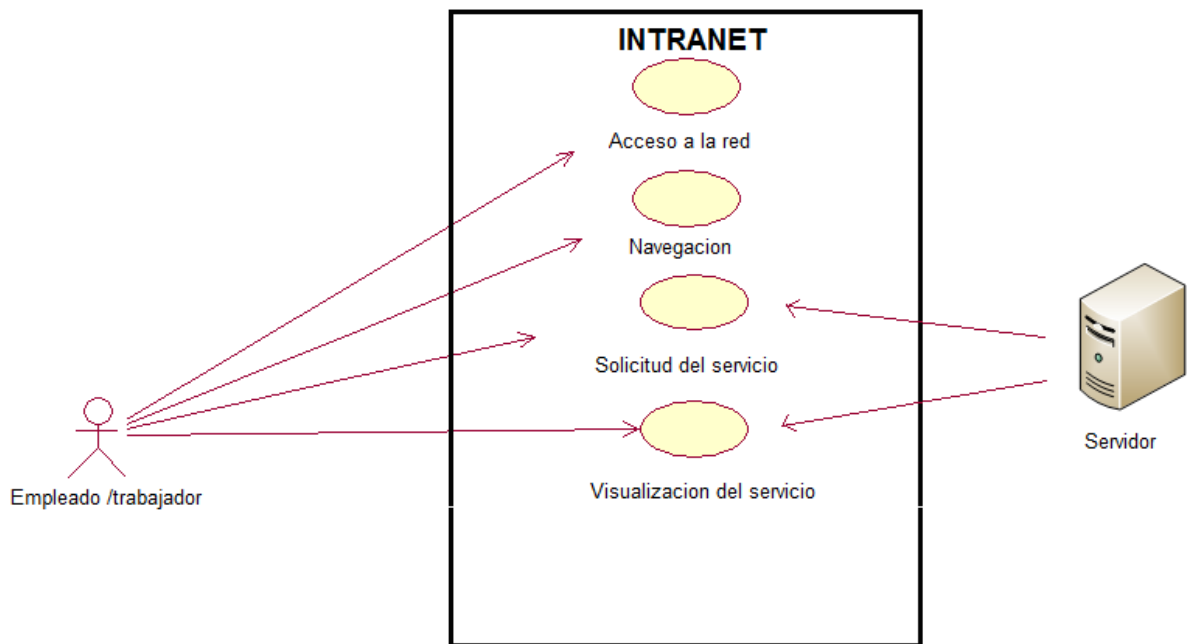 INTRANET
Acceso a la red
Navegacion
Solicitud del servicio
Servidor
Empleado /trabajador
Visualizacion del servicio